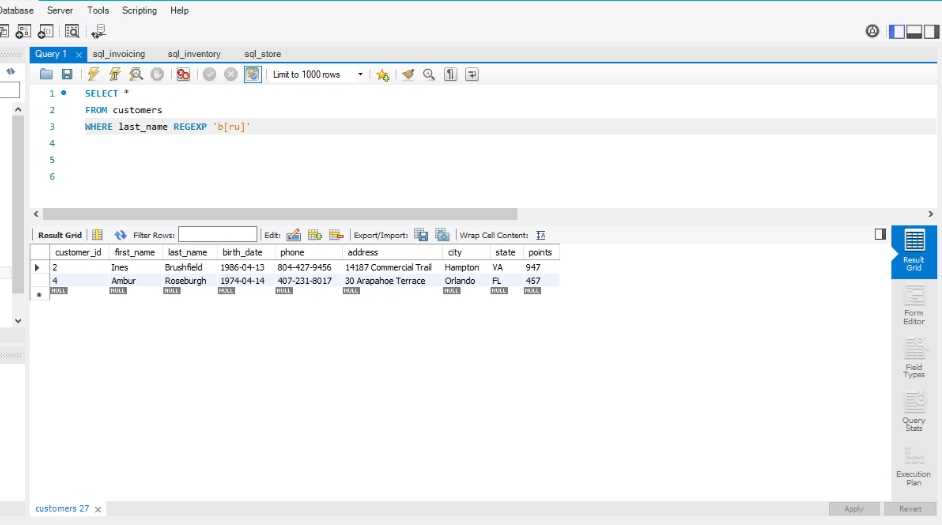 Database Server Tools Scripting Help
Query 1 × sql_invoicing sql_inventory sql_store
Limit to 1000 rows
1 SELECT *
2 FROM customers
3 WHERE last_name REGEXP 'b[ru]'
4
5
6
Result Grid Filter Rows: Edit: Export/Import: Wrap Cell Content: IA
customer_id first_name last_name birth_date phone address city state points
2 Ines Brushfield 1986-04-13 804-427-9456 14187 Commercial Trail Hampton VA 947
4 Ambur Roseburgh 1974-04-14 407-231-8017 30 Arapahoe Terrace Orlando FL 457
NULL NULL NULL NULL NULL NULL NULL NULL NULL
Result
Grid
Form
Editor
Field
Types
Query
Stats
Execution
Plan
customers 27 ×
Apply Revert